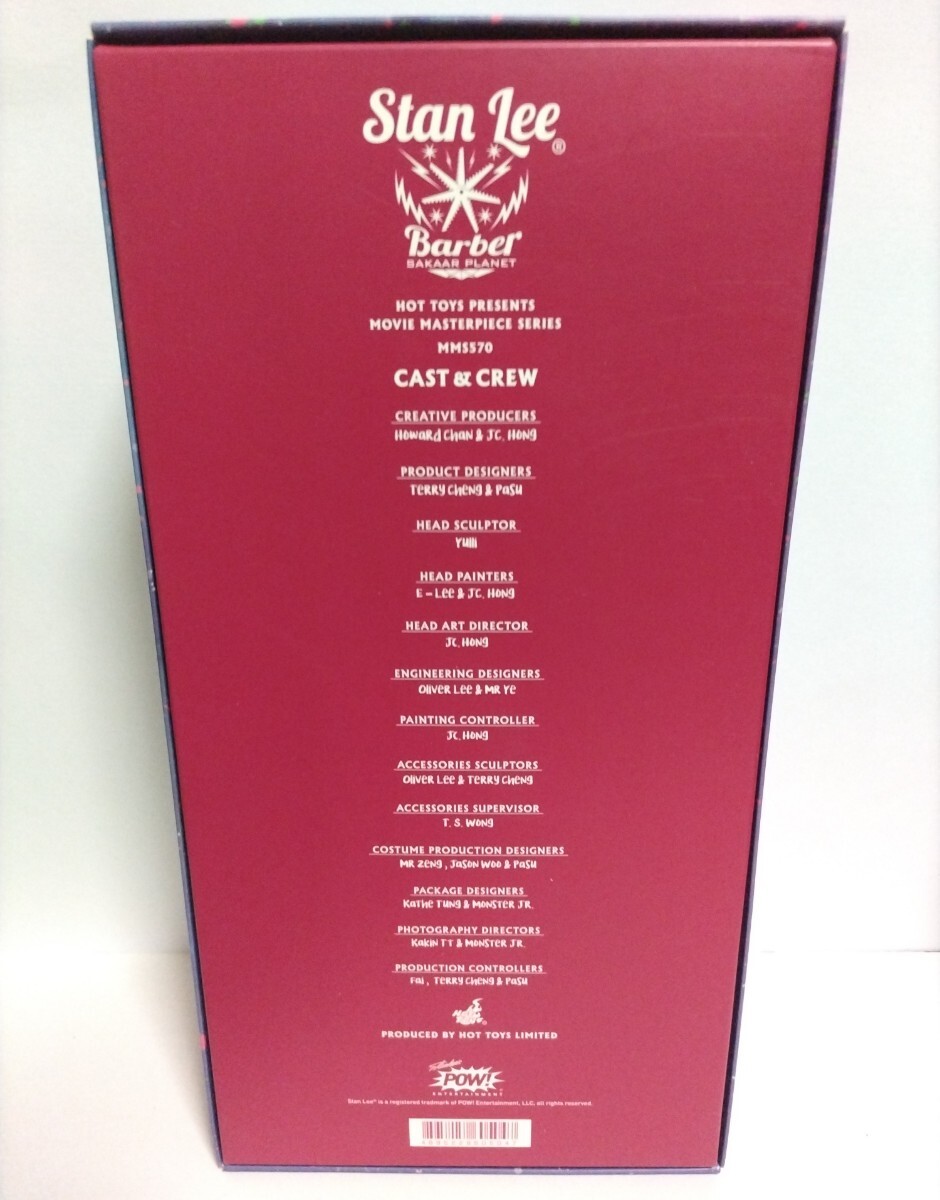 Stan Lee®
Barber
SAKAAR PLANET
HOT TOYS PRESENTS
MOVIE MASTERPIECE SERIES
MMS570
CAST & CREW
CREATIVE PRODUCERS
Howard Chan & JC. Hong
PRODUCT DESIGNERS
Terry Cheng & Pasu
HEAD SCULPTOR
Yulli
HEAD PAINTERS
E - Lee & JC. Hong
HEAD ART DIRECTOR
JC. Hong
ENGINEERING DESIGNERS
Oliver Lee & Mr Ye
PAINTING CONTROLLER
JC. Hong
ACCESSORIES SCULPTORS
Oliver Lee & Terry Cheng
ACCESSORIES SUPERVISOR
T. S. Wong
COSTUME PRODUCTION DESIGNERS
Mr Zeng, Jason Woo & Pasu
PACKAGE DESIGNERS
Kathe Tung & Monster Jr.
PHOTOGRAPHY DIRECTORS
Kakin TT & Monster Jr.
PRODUCTION CONTROLLERS
Fai, Terry Cheng & Pasu
PRODUCED BY HOT TOYS LIMITED
POW!
ENTERTAINMENT
Stan Lee® is a registered trademark of POW! Entertainment, LLC, all rights reserved.